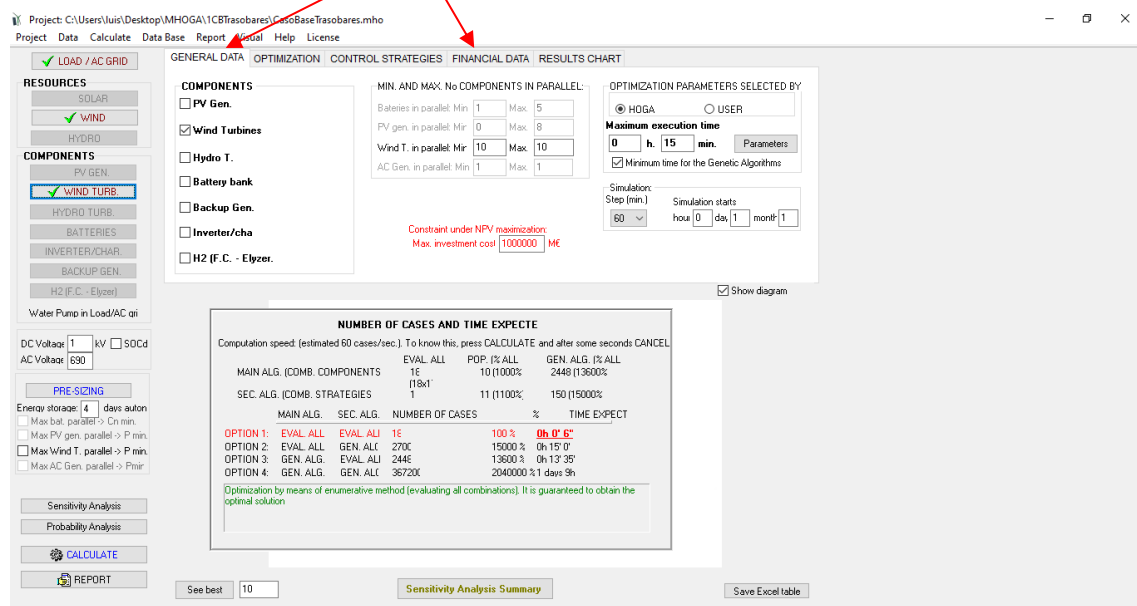 Project: C:\Users\luis\Desktop\MHOGA\1CBTrasobares\CasoBaseTrasobares.mho
Project Data Calculate Data Base Report Visual Help License
LOAD / AC GRID
RESOURCES
SOLAR
WIND
HYDRO
COMPONENTS
PV GEN.
WIND TURB.
HYDRO TURB.
BATTERIES
INVERTER/CHAR.
BACKUP GEN.
H2 (F.C. - Elyzer)
Water Pump in Load/AC gri
DC Voltage 1 kV SOCd
AC Voltage 690
PRE-SIZING
Energy storage: 4 days auton
Max bat. parallel -> Cn min.
Max PV gen. parallel -> P min.
Max Wind T. parallel -> P min.
Max AC Gen. parallel -> Pmin
Sensitivity Analysis
Probability Analysis
CALCULATE
REPORT
GENERAL DATA OPTIMIZATION CONTROL STRATEGIES FINANCIAL DATA RESULTS CHART
COMPONENTS
PV Gen.
Wind Turbines
Hydro T.
Battery bank
Backup Gen.
Inverter/cha
H2 (F.C. - Elyzer.
MIN. AND MAX. No COMPONENTS IN PARALLEL:
Bateries in parallel: Min 1 Max. 5
PV gen. in parallel: Mir 0 Max. 8
Wind T. in parallel: Mir 10 Max. 10
AC Gen. in parallel: Min 1 Max. 1
Constraint under NPV maximization:
Max. investment cost 1000000 M€
OPTIMIZATION PARAMETERS SELECTED BY
HOGA USER
Maximum execution time
0 h. 15 min. Parameters
Minimum time for the Genetic Algorithms
Simulation:
Step (min.) Simulation starts
60 hour 0 day 1 month 1
Show diagram
NUMBER OF CASES AND TIME EXPECTE
Computation speed: (estimated 60 cases/sec.). To know this, press CALCULATE and after some seconds CANCEL
EVAL. ALL POP. (% ALL GEN. ALG. (% ALL
MAIN ALG. (COMB. COMPONENTS 18 10 (1000% 2448 (13600%
(18x1
SEC. ALG. (COMB. STRATEGIES 1 11 (1100% 150 (15000%
MAIN ALG. SEC. ALG. NUMBER OF CASES % TIME EXPECT
OPTION 1: EVAL. ALL EVAL. ALL 18 100 % 0h 0' 6"
OPTION 2: EVAL. ALL GEN. ALC 2700 15000 % 0h 15' 0'
OPTION 3: GEN. ALG. EVAL. ALL 2448 13600 % 0h 13' 35'
OPTION 4: GEN. ALG. GEN. ALC 367200 2040000 % 1 days 9h
Optimization by means of enumerative method (evaluating all combinations). It is guaranteed to obtain the
optimal solution
See best 10 Sensitivity Analysis Summary Save Excel table